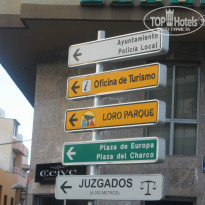 TOP Hotels
Ayuntamiento
Policía Local
i Oficina de Turismo
LORO PARQUE
Plaza de Europa
Plaza del Charco
JUZGADOS